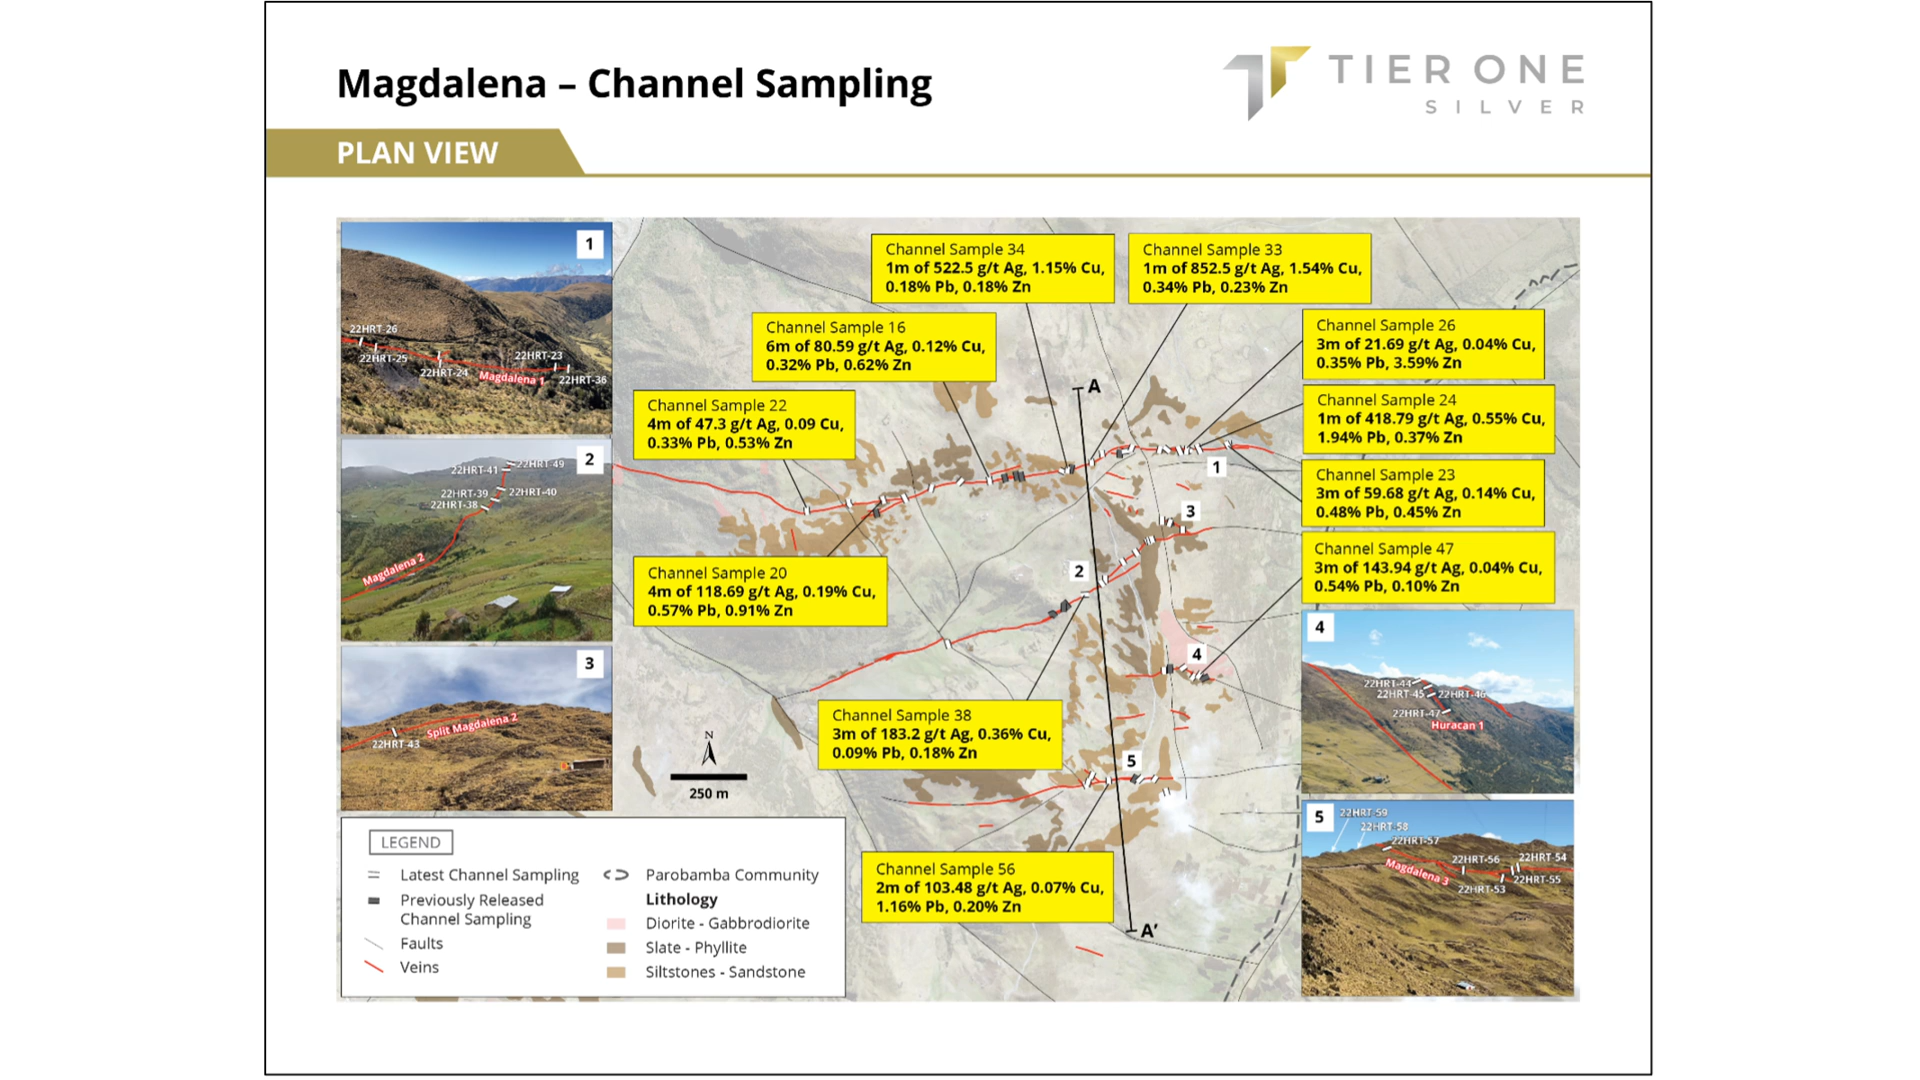 Magdalena – Channel Sampling
TIER ONE
SILVER
PLAN VIEW
1
22HRT-26
22HRT-25
22HRT-24
22HRT-23
Magdalena 1
22HRT-36
2
22HRT-49
22HRT-41
22HRT-39
22HRT-40
22HRT-38
Magdalena 2
3
Split Magdalena 2
22HRT-43
Channel Sample 34
1m of 522.5 g/t Ag, 1.15% Cu,
0.18% Pb, 0.18% Zn
Channel Sample 33
1m of 852.5 g/t Ag, 1.54% Cu,
0.34% Pb, 0.23% Zn
Channel Sample 16
6m of 80.59 g/t Ag, 0.12% Cu,
0.32% Pb, 0.62% Zn
Channel Sample 26
3m of 21.69 g/t Ag, 0.04% Cu,
0.35% Pb, 3.59% Zn
Channel Sample 22
4m of 47.3 g/t Ag, 0.09 Cu,
0.33% Pb, 0.53% Zn
Channel Sample 24
1m of 418.79 g/t Ag, 0.55% Cu,
1.94% Pb, 0.37% Zn
Channel Sample 23
3m of 59.68 g/t Ag, 0.14% Cu,
0.48% Pb, 0.45% Zn
Channel Sample 47
3m of 143.94 g/t Ag, 0.04% Cu,
0.54% Pb, 0.10% Zn
Channel Sample 20
4m of 118.69 g/t Ag, 0.19% Cu,
0.57% Pb, 0.91% Zn
Channel Sample 38
3m of 183.2 g/t Ag, 0.36% Cu,
0.09% Pb, 0.18% Zn
Channel Sample 56
2m of 103.48 g/t Ag, 0.07% Cu,
1.16% Pb, 0.20% Zn
A
1
3
2
4
5
A’
N
250 m
4
22HRT-44
22HRT-45
22HRT-46
22HRT-47
Huracan 1
5
22HRT-59
22HRT-58
22HRT-57
Magdalena 3
22HRT-56
22HRT-54
22HRT-55
22HRT-53
LEGEND
Latest Channel Sampling
Previously Released
Channel Sampling
Faults
Veins
Parobamba Community
Lithology
Diorite - Gabbrodiorite
Slate - Phyllite
Siltstones - Sandstone